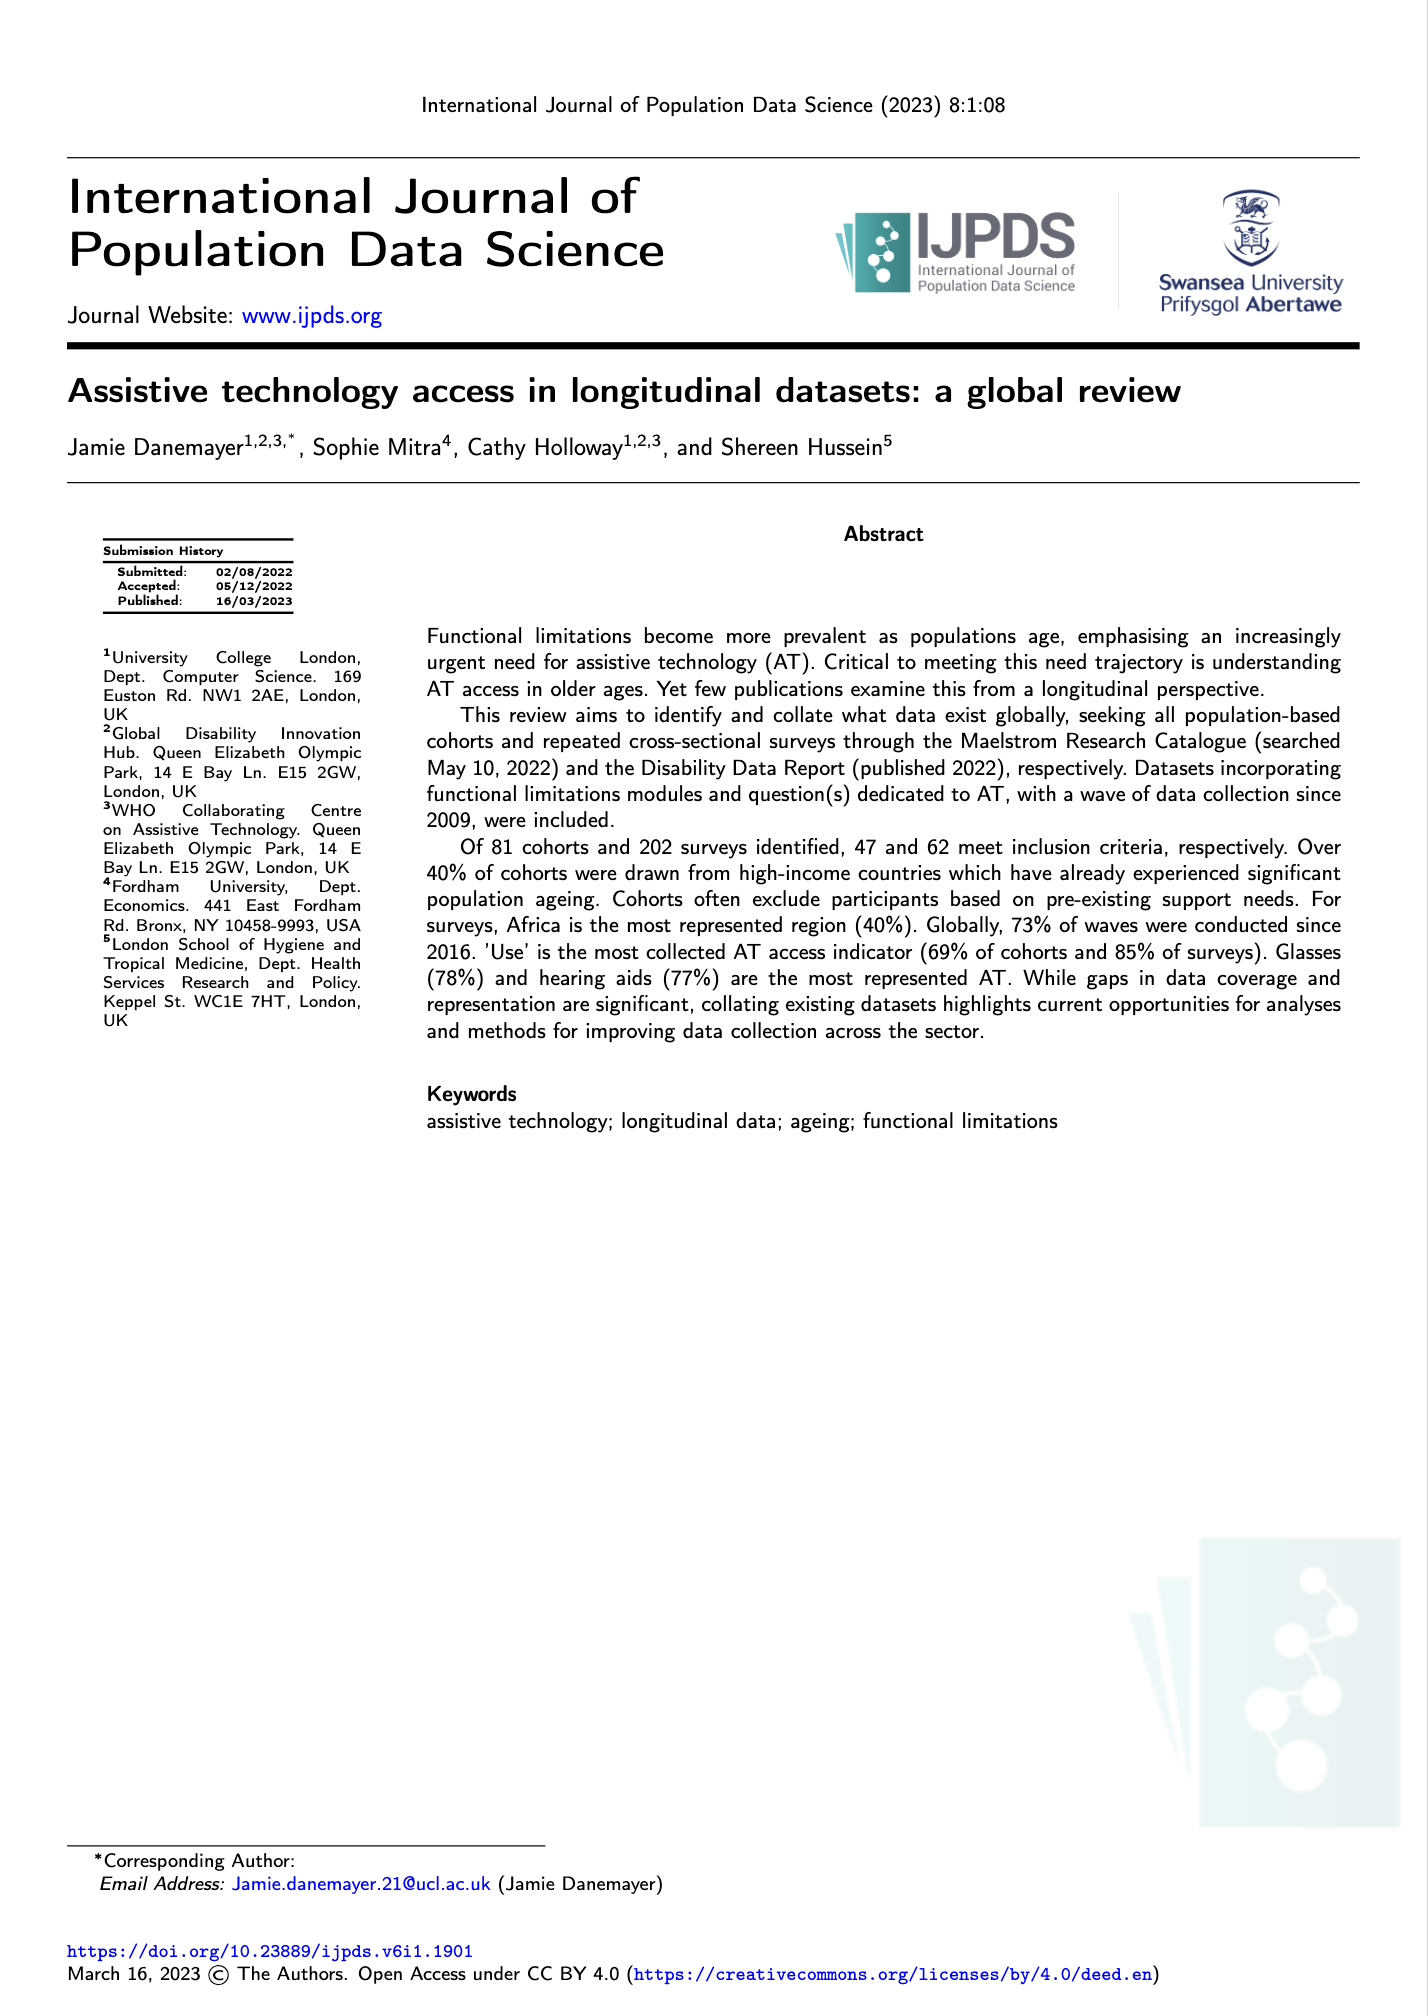 International Journal of Population Data Science (2023) 8:1:08
International Journal of
Population Data Science
Journal Website: www.ijpds.org
IJPDS
International Journal of
Population Data Science
Swansea University
Prifysgol Abertawe
Assistive technology access in longitudinal datasets: a global review
Jamie Danemayer1,2,3,*, Sophie Mitra4, Cathy Holloway1,2,3, and Shereen Hussein5
Submission History
Submitted: 02/08/2022
Accepted: 05/12/2022
Published: 16/03/2023
1University College London,
Dept. Computer Science. 169
Euston Rd. NW1 2AE, London,
UK
2Global Disability Innovation
Hub. Queen Elizabeth Olympic
Park, 14 E Bay Ln. E15 2GW,
London, UK
3WHO Collaborating Centre
on Assistive Technology. Queen
Elizabeth Olympic Park, 14 E
Bay Ln. E15 2GW, London, UK
4Fordham University, Dept.
Economics. 441 East Fordham
Rd. Bronx, NY 10458-9993, USA
5London School of Hygiene and
Tropical Medicine, Dept. Health
Services Research and Policy.
Keppel St. WC1E 7HT, London,
UK
Abstract
Functional limitations become more prevalent as populations age, emphasising an increasingly
urgent need for assistive technology (AT). Critical to meeting this need trajectory is understanding
AT access in older ages. Yet few publications examine this from a longitudinal perspective.
This review aims to identify and collate what data exist globally, seeking all population-based
cohorts and repeated cross-sectional surveys through the Maelstrom Research Catalogue (searched
May 10, 2022) and the Disability Data Report (published 2022), respectively. Datasets incorporating
functional limitations modules and question(s) dedicated to AT, with a wave of data collection since
2009, were included.
Of 81 cohorts and 202 surveys identified, 47 and 62 meet inclusion criteria, respectively. Over
40% of cohorts were drawn from high-income countries which have already experienced significant
population ageing. Cohorts often exclude participants based on pre-existing support needs. For
surveys, Africa is the most represented region (40%). Globally, 73% of waves were conducted since
2016. 'Use' is the most collected AT access indicator (69% of cohorts and 85% of surveys). Glasses
(78%) and hearing aids (77%) are the most represented AT. While gaps in data coverage and
representation are significant, collating existing datasets highlights current opportunities for analyses
and methods for improving data collection across the sector.
Keywords
assistive technology; longitudinal data; ageing; functional limitations
*Corresponding Author:
Email Address: Jamie.danemayer.21@ucl.ac.uk (Jamie Danemayer)
https://doi.org/10.23889/ijpds.v6i1.1901
March 16, 2023 © The Authors. Open Access under CC BY 4.0 (https://creativecommons.org/licenses/by/4.0/deed.en)